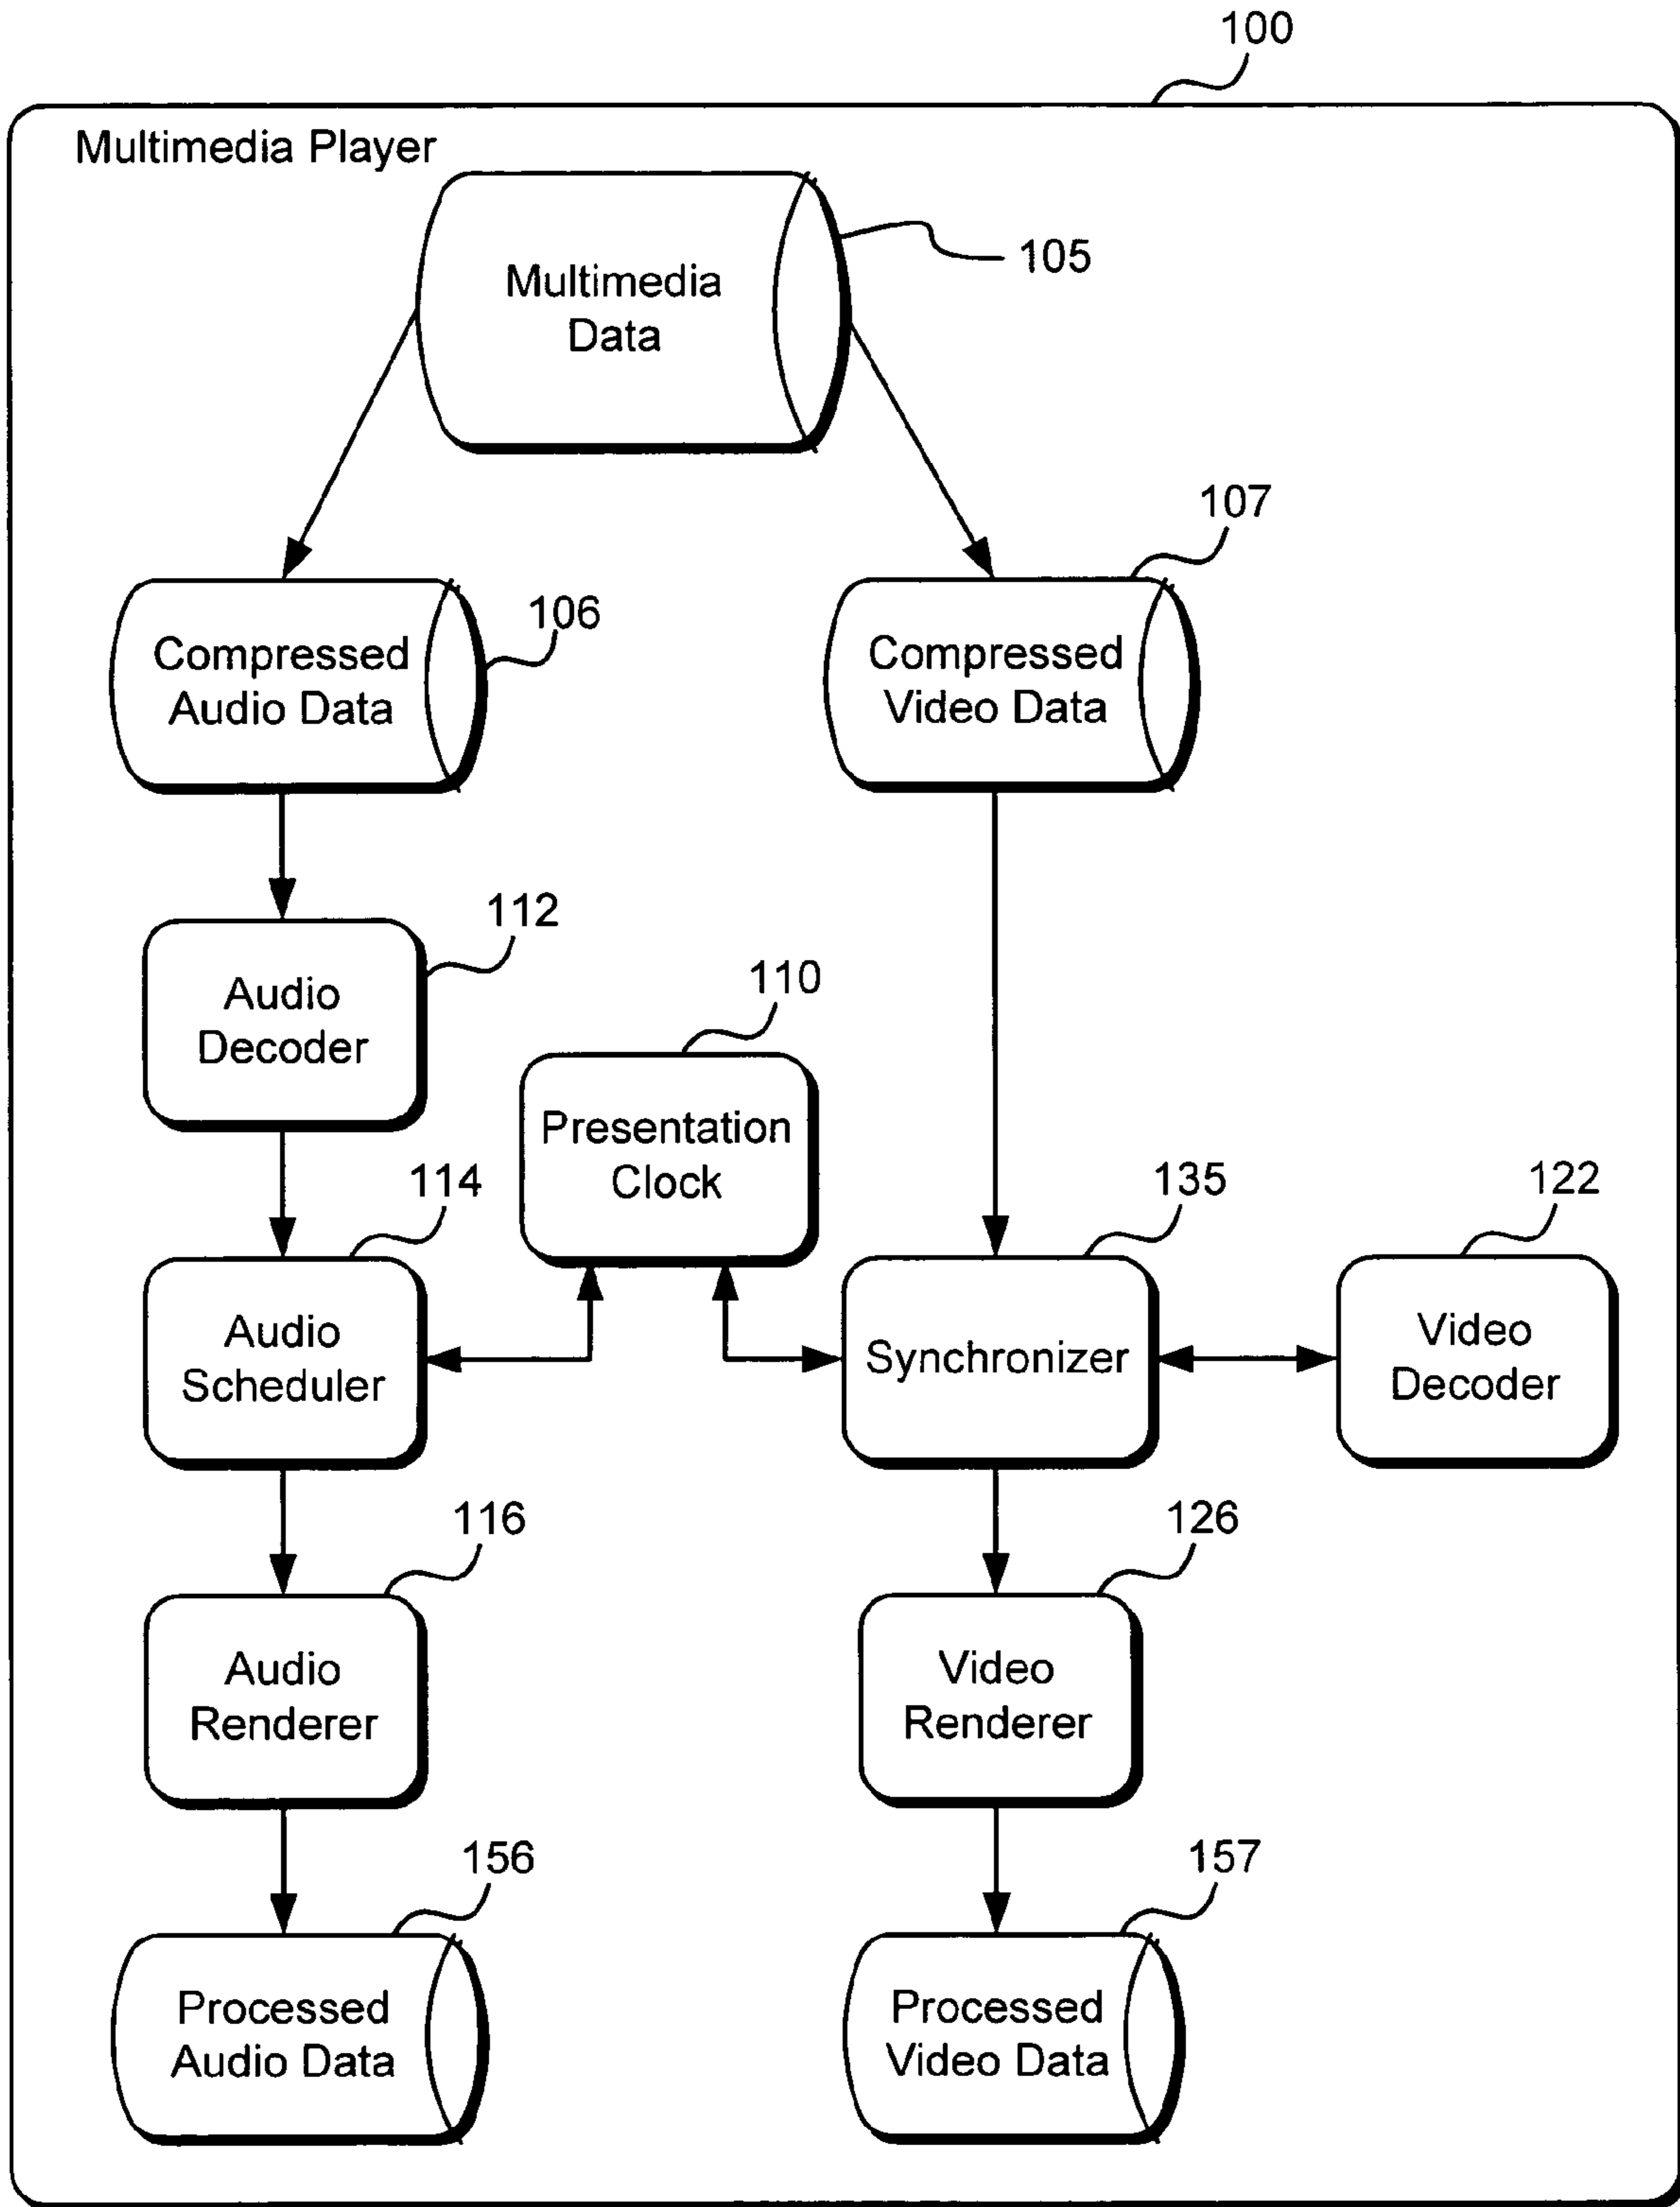 100
Multimedia Player
Multimedia
Data
105
107
106
Compressed
Audio Data
Compressed
Video Data
112
Audio
Decoder
110
Presentation
Clock
114
135
122
Audio
Scheduler
Synchronizer
Video
Decoder
116
126
Audio
Renderer
Video
Renderer
156
157
Processed
Audio Data
Processed
Video Data